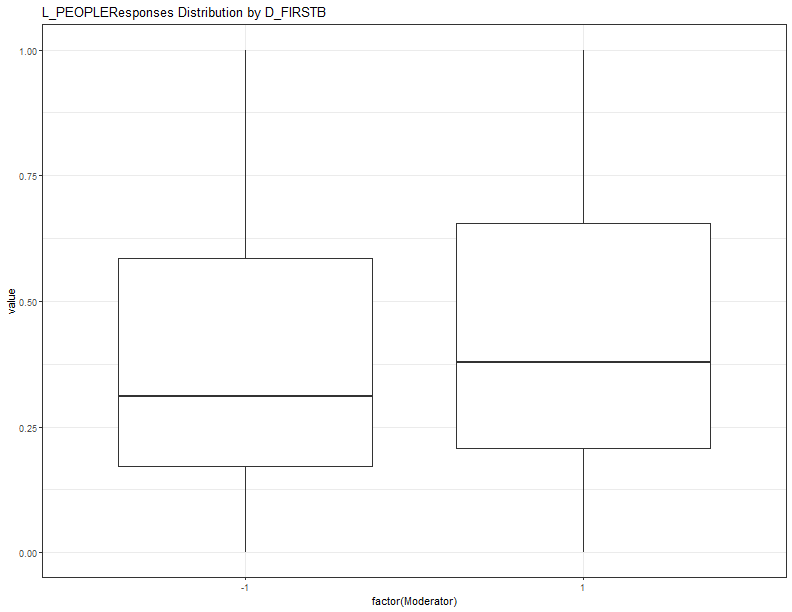 L_PEOPLEResponses Distribution by D_FIRSTB
1.00
0.75
0.50
0.25
0.00
value
-1
1
factor(Moderator)